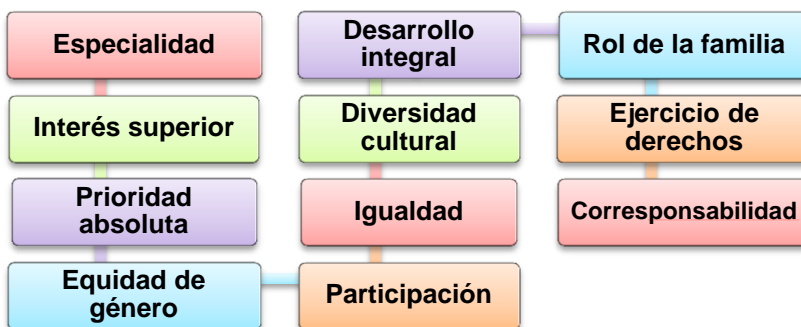 Especialidad
Interés superior
Prioridad
absoluta
Equidad de
género
Participación
Igualdad
Diversidad
cultural
Desarrollo
integral
Rol de la familia
Ejercicio de
derechos
Corresponsabilidad